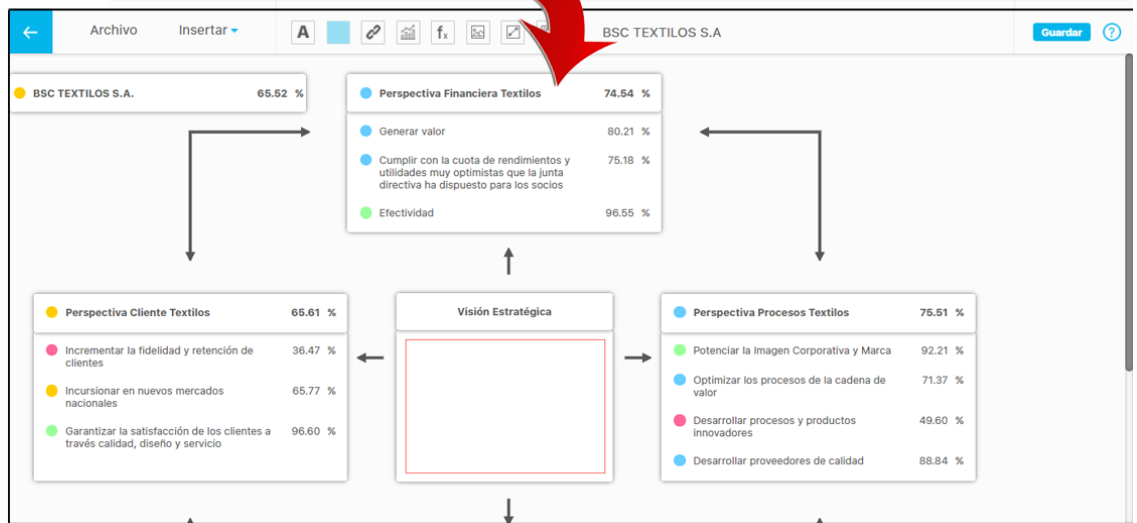 Archivo Insertar A fx BSC TEXTILOS S.A Guardar ?
BSC TEXTILOS S.A. 65.52 %
Perspectiva Financiera Textilos 74.54 %
Generar valor 80.21 %
Cumplir con la cuota de rendimientos y 75.18 %
utilidades muy optimistas que la junta
directiva ha dispuesto para los socios
Efectividad 96.55 %
Perspectiva Cliente Textilos 65.61 %
Incrementar la fidelidad y retención de 36.47 %
clientes
Incursionar en nuevos mercados 65.77 %
nacionales
Garantizar la satisfacción de los clientes a 96.60 %
través calidad, diseño y servicio
Visión Estratégica
Perspectiva Procesos Textilos 75.51 %
Potenciar la Imagen Corporativa y Marca 92.21 %
Optimizar los procesos de la cadena de 71.37 %
valor
Desarrollar procesos y productos 49.60 %
innovadores
Desarrollar proveedores de calidad 88.84 %